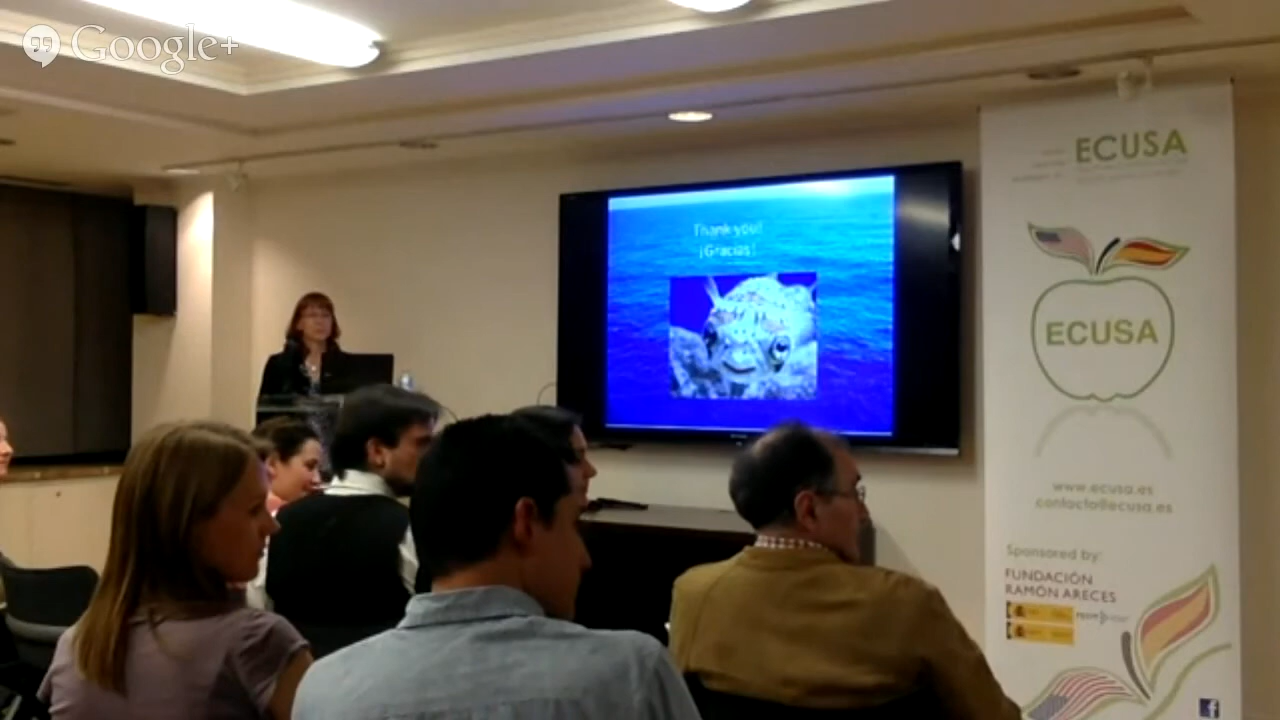 Google+
Thank you!
¡Gracias!
ECUSA
ECUSA
www.ecusa.es
contacto@ecusa.es
Sponsored by:
FUNDACIÓN
RAMÓN ARECES